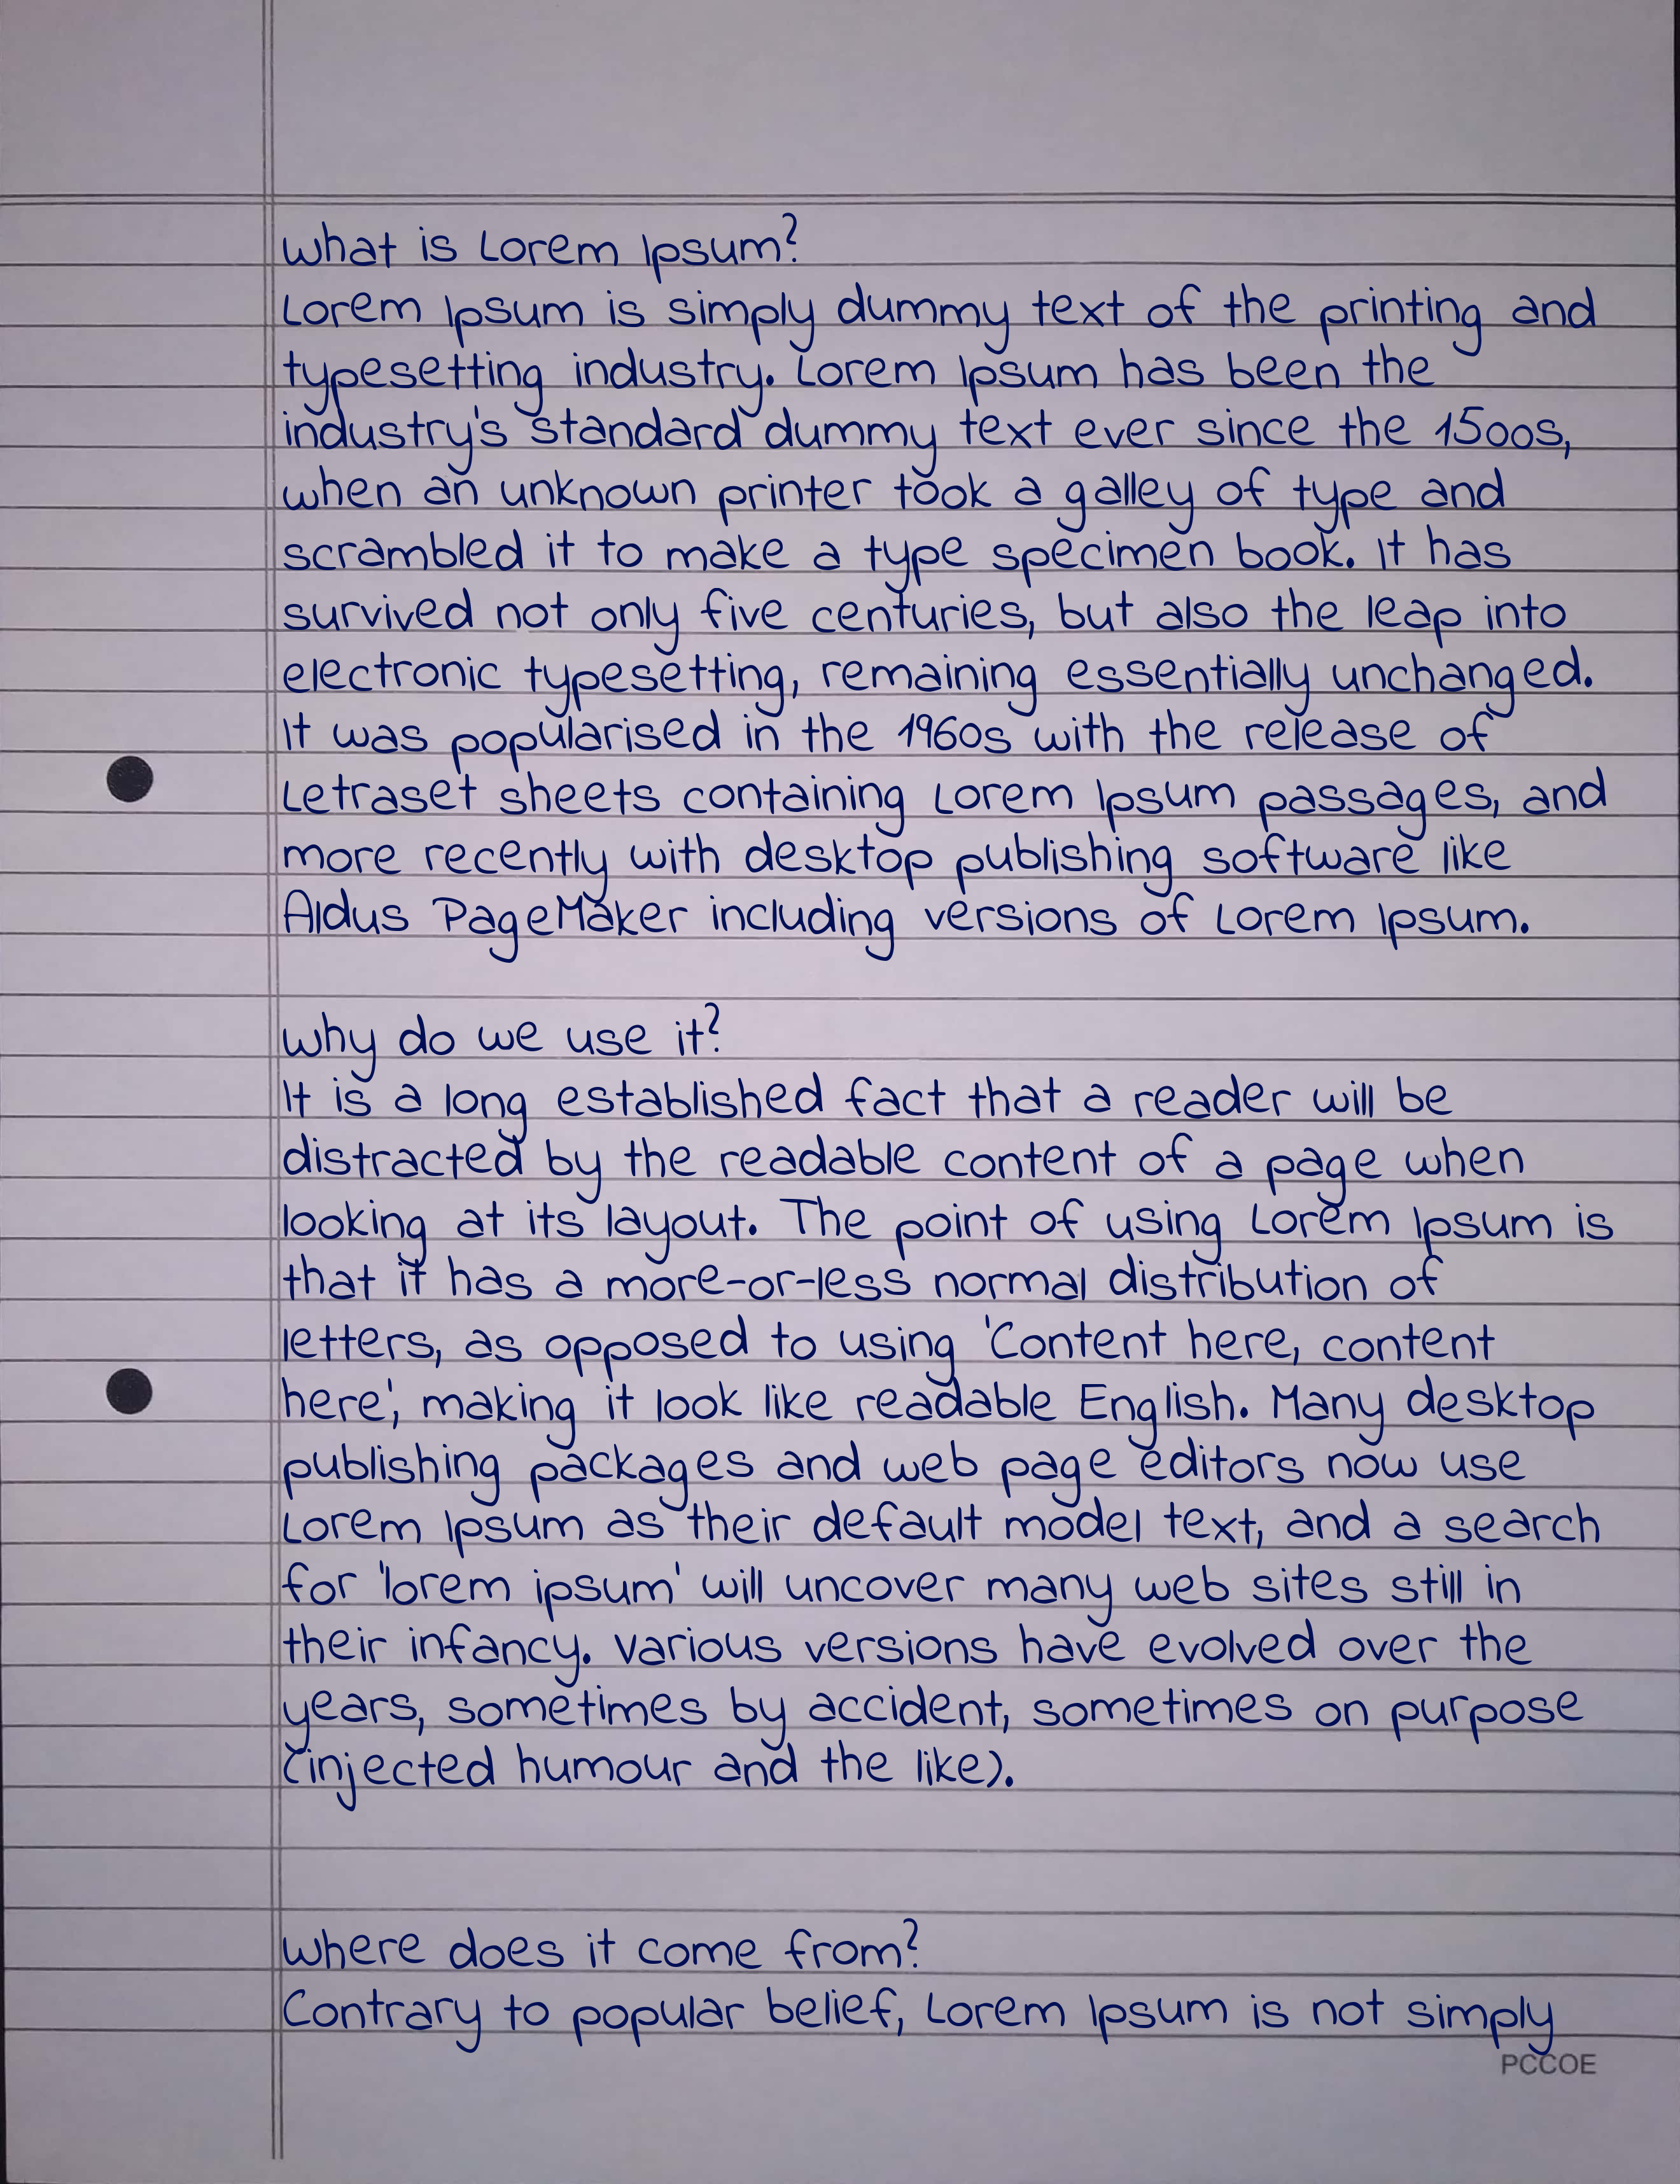 What is Lorem Ipsum?
Lorem Ipsum is simply dummy text of the printing and
typesetting industry. Lorem Ipsum has been the
industry's standard dummy text ever since the 1500s,
when an unknown printer took a galley of type and
scrambled it to make a type specimen book. It has
survived not only five centuries, but also the leap into
electronic typesetting, remaining essentially unchanged.
It was popularised in the 1960s with the release of
Letraset sheets containing Lorem Ipsum passages, and
more recently with desktop publishing software like
Aldus PageMaker including versions of Lorem Ipsum.
Why do we use it?
It is a long established fact that a reader will be
distracted by the readable content of a page when
looking at its layout. The point of using Lorem Ipsum is
that it has a more-or-less normal distribution of
letters, as opposed to using 'Content here, content
here', making it look like readable English. Many desktop
publishing packages and web page editors now use
Lorem Ipsum as their default model text, and a search
for 'lorem ipsum' will uncover many web sites still in
their infancy. Various versions have evolved over the
years, sometimes by accident, sometimes on purpose
(injected humour and the like).
Where does it come from?
Contrary to popular belief, Lorem Ipsum is not simply
PCCOE